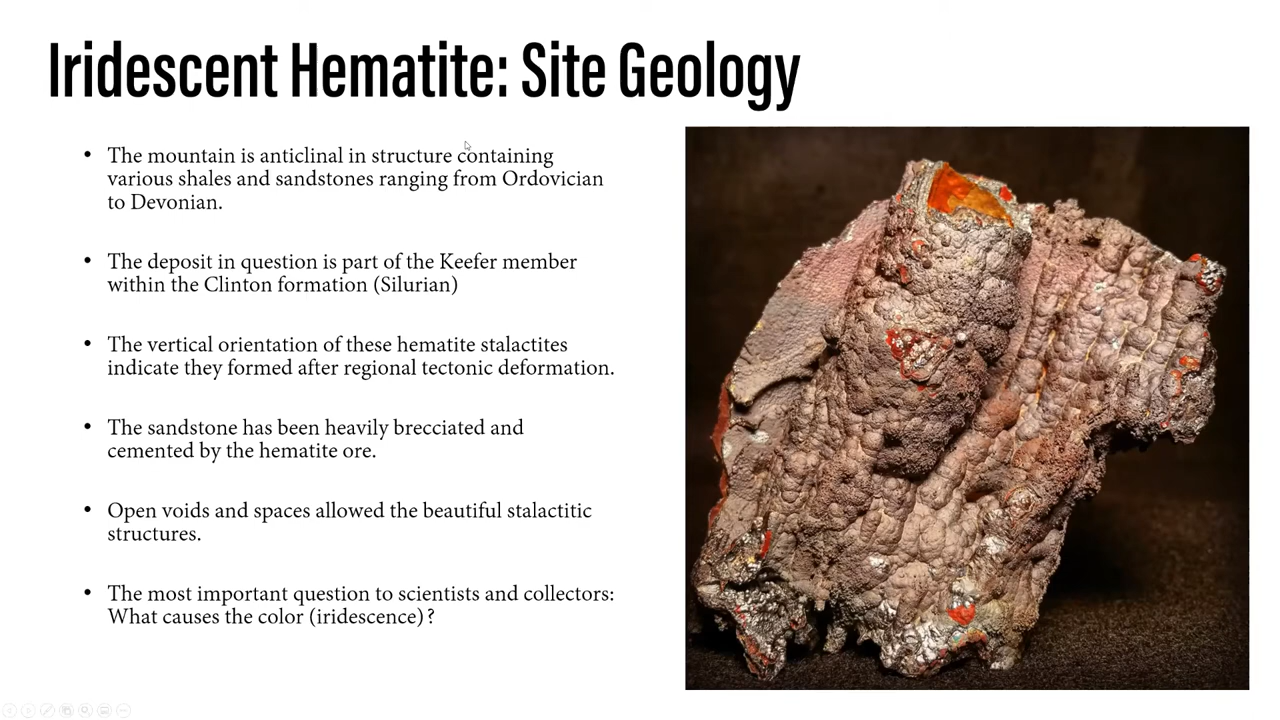 Iridescent Hematite: Site Geology
• The mountain is anticlinal in structure containing
various shales and sandstones ranging from Ordovician
to Devonian.
• The deposit in question is part of the Keefer member
within the Clinton formation (Silurian)
• The vertical orientation of these hematite stalactites
indicate they formed after regional tectonic deformation.
• The sandstone has been heavily brecciated and
cemented by the hematite ore.
• Open voids and spaces allowed the beautiful stalactitic
structures.
• The most important question to scientists and collectors:
What causes the color (iridescence)?